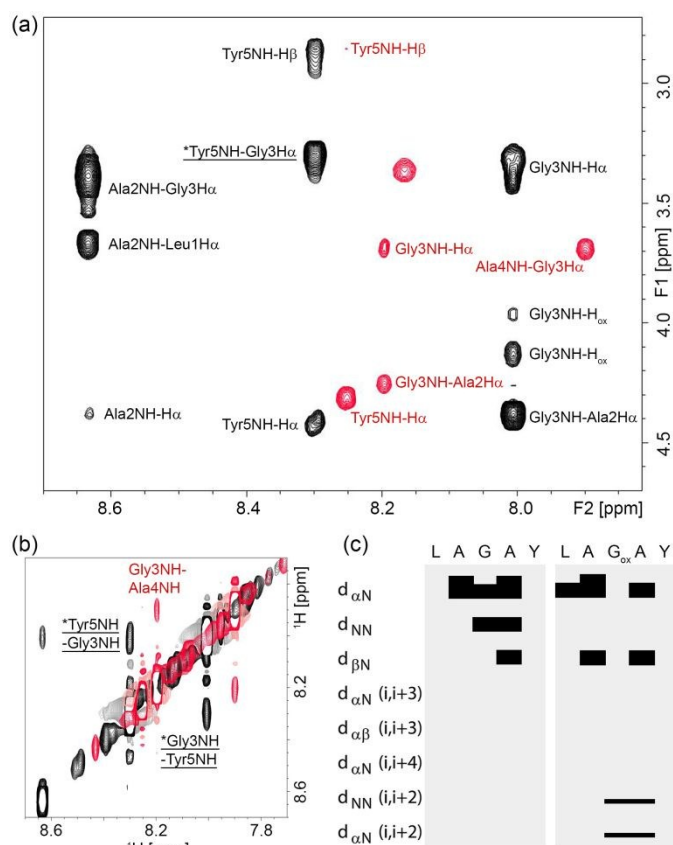 (a)
Tyr5NH-Hβ
Tyr5NH-Hβ
*Tyr5NH-Gly3Hα
Gly3NH-Hα
Ala2NH-Gly3Hα
Ala2NH-Leu1Hα
Gly3NH-Hα
Ala4NH-Gly3Hα
Gly3NH-Hox
Gly3NH-Hox
Gly3NH-Ala2Hα
Ala2NH-Hα
Tyr5NH-Hα
Tyr5NH-Hα
Gly3NH-Ala2Hα
3.0
3.5
4.0
4.5
F1 [ppm]
8.6
8.4
8.2
8.0
F2 [ppm]
(b)
Gly3NH-
Ala4NH
*Tyr5NH
-Gly3NH
*Gly3NH
-Tyr5NH
¹H [ppm]
8.2
8.6
8.6
8.2
7.8
(c)
L A G A Y
L A Gox A Y
dαN
dNN
dβN
dαN (i,i+3)
dαβ (i,i+3)
dαN (i,i+4)
dNN (i,i+2)
dαN (i,i+2)